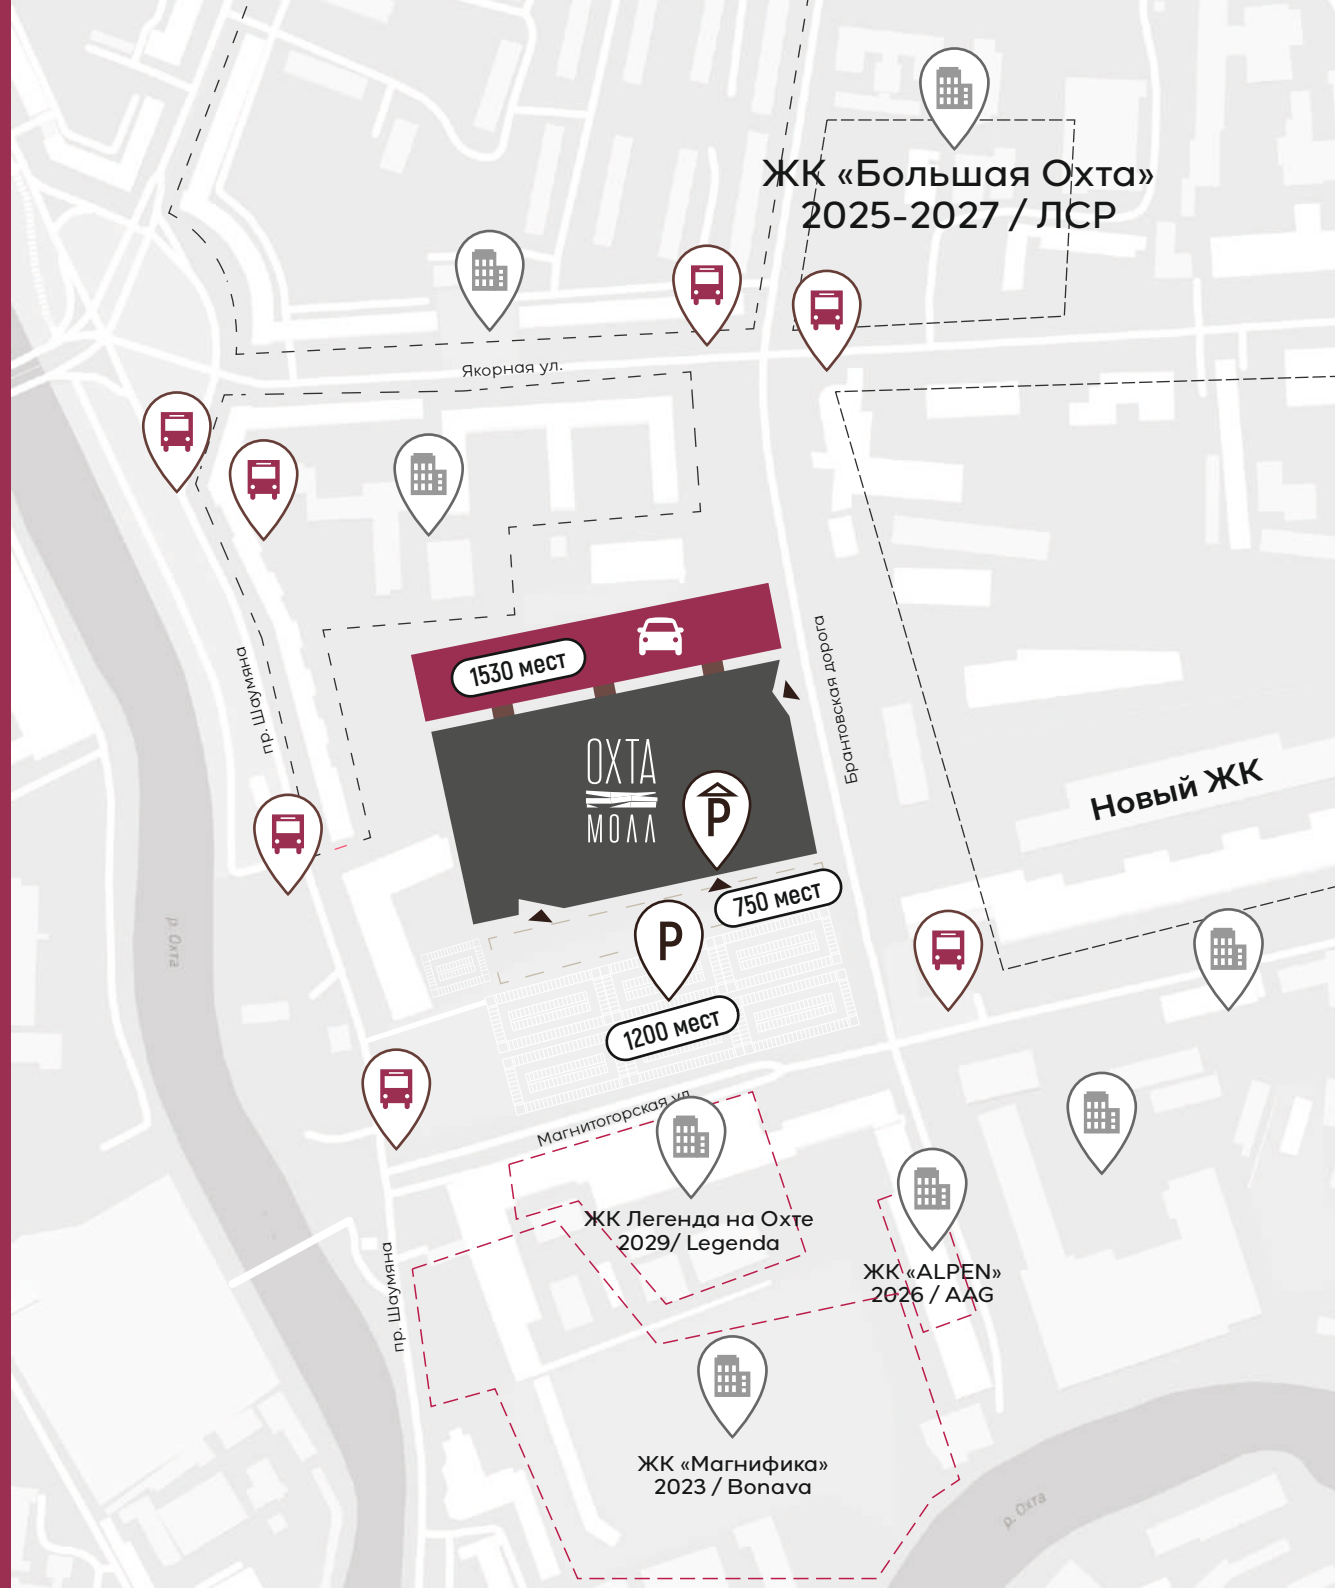 ЖК «Большая Охта»
2025-2027 / ЛСР
Якорная ул.
1530 мест
пр. Шаумяна
Брантовская дорога
ОХТА
МОЛЛ
P
Новый ЖК
750 мест
р. Охта
P
1200 мест
Магнитогорская ул
ЖК Легенда на Охте
2029/ Legenda
пр. Шаумяна
ЖК «ALPEN»
2026 / AAG
ЖК «Магнифика»
2023 / Bonava
р. Охта